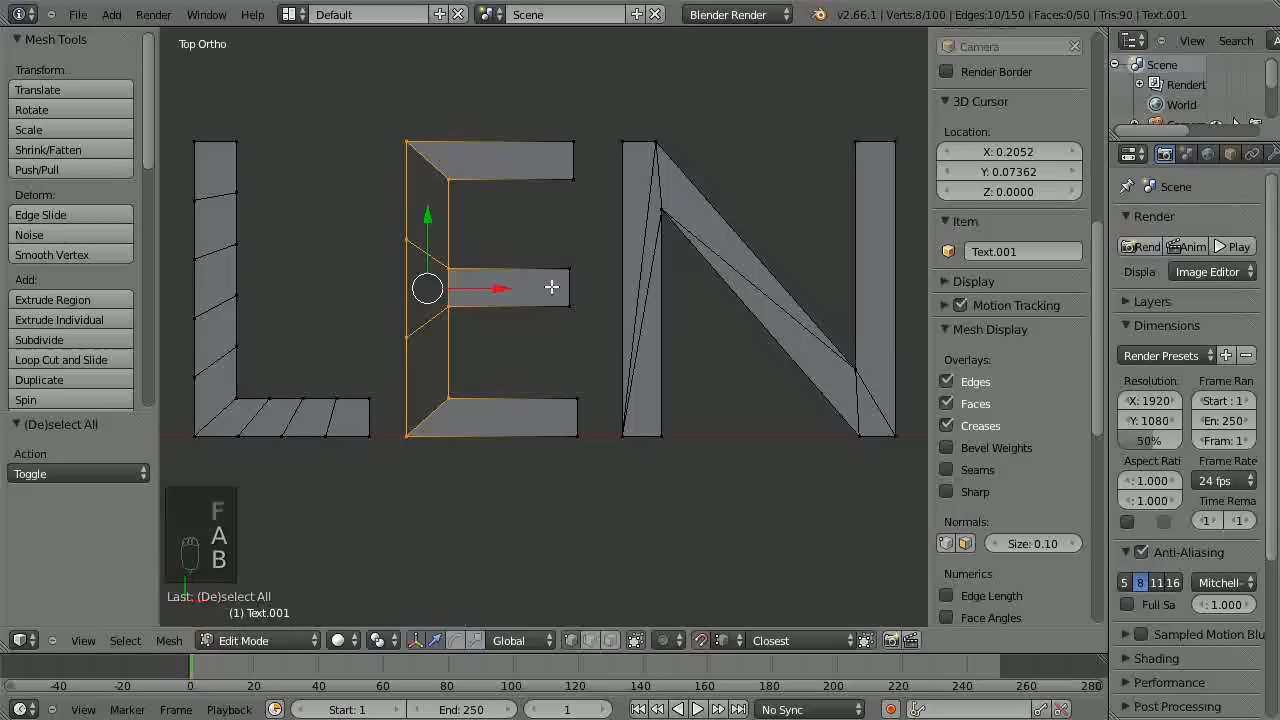 File Add Render Window Help Default Scene Blender Render v2.66.1 | Verts:8/100 | Edges:10/150 | Faces:0/50 | Tris:90 | Text.001
Mesh Tools
Transform:
Translate
Rotate
Scale
Shrink/Fatten
Push/Pull
Deform:
Edge Slide
Noise
Smooth Vertex
Add:
Extrude Region
Extrude Individual
Subdivide
Loop Cut and Slide
Duplicate
Spin
(De)select All
Action
Toggle
Top Ortho
LEN
F
A
B
Last: (De)select All
(1) Text.001
Camera
Render Border
3D Cursor
Location:
X: 0.2052
Y: 0.07362
Z: 0.0000
Item
Text.001
Display
Motion Tracking
Mesh Display
Overlays:
Edges
Faces
Creases
Bevel Weights
Seams
Sharp
Normals:
Size: 0.10
Numerics
Edge Length
Face Angles
View Search
Scene
RenderL
World
Scene
Render
Rend Anim Play
Displa Image Editor
Layers
Dimensions
Render Presets
Resolution: Frame Ran
X: 1920 Start : 1
Y: 1080 En: 250
50% Fram: 1
Aspect Rati Frame Rate
: 1.000 24 fps
: 1.000 Time Rema
: 1 : 1
Anti-Aliasing
5 8 11 16 Mitchell-
Full Sa : 1.000
Sampled Motion Blu
Shading
Performance
Post Processing
View Select Mesh Edit Mode Global Closest
-40 -20 0 20 40 60 80 100 120 140 160 180 200 220 240 260 280
View Marker Frame Playback Start: 1 End: 250 1 No Sync